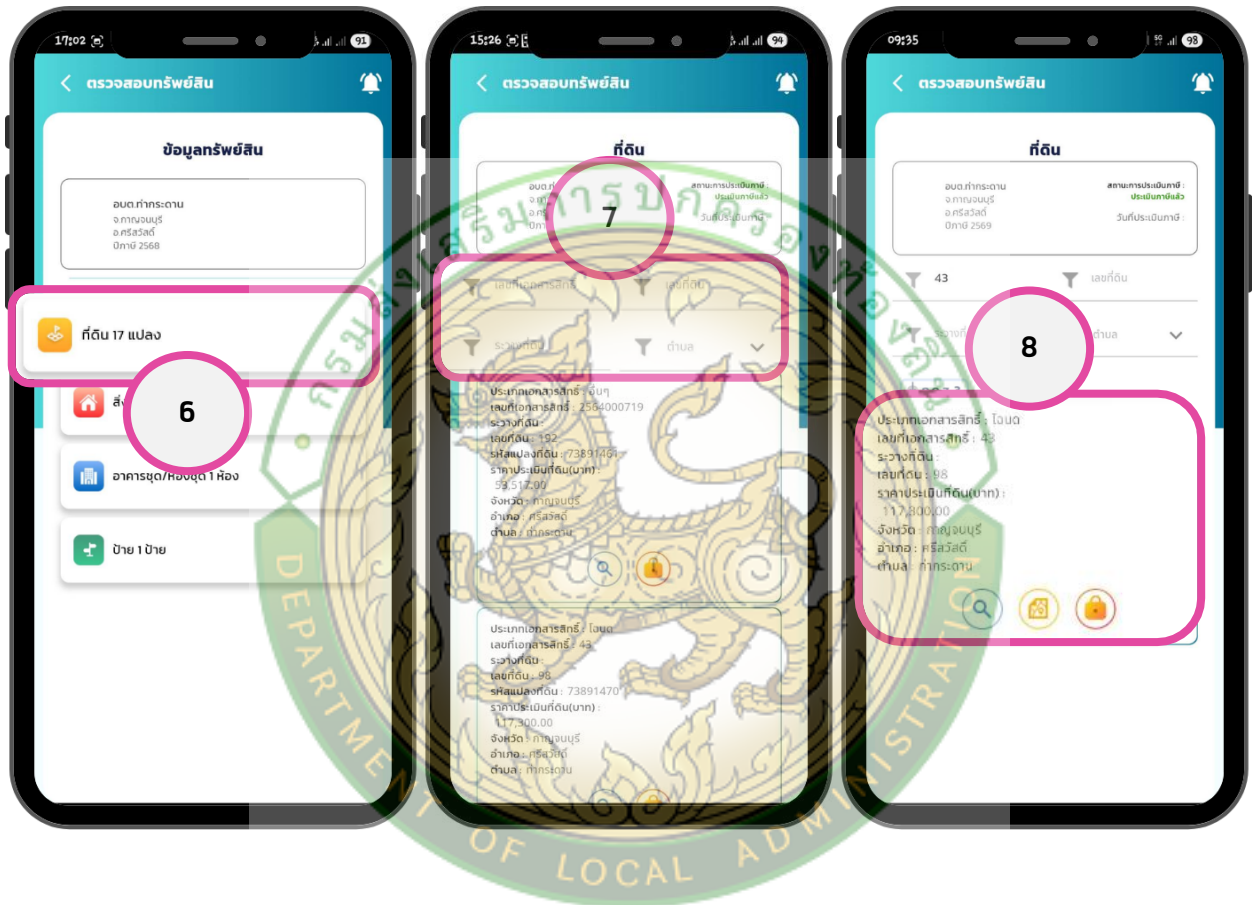 17:02
91
ตรวจสอบทรัพย์สิน
ข้อมูลทรัพย์สิน
อบต.ท่ากระดาน
จ.กาญจนบุรี
อ.ศรีสวัสดิ์
ปีภาษี 2568
ที่ดิน 17 แปลง
6
อาคารชุด/ห้องชุด 1 ห้อง
ป้าย 1 ป้าย
15:26
94
ตรวจสอบทรัพย์สิน
ที่ดิน
สถานะการประเมินภาษี :
ประเมินภาษีแล้ว
วันที่ประเมินภาษี :
7
เลขที่เอกสารสิทธิ์
เลขที่ดิน
ระวางที่ดิน
ตำบล
ประเภทเอกสารสิทธิ์ : อื่นๆ
เลขที่เอกสารสิทธิ์ : 2564000719
ระวางที่ดิน :
เลขที่ดิน : 192
รหัสแปลงที่ดิน : 73891461
ราคาประเมินที่ดิน(บาท) :
53,517.00
จังหวัด : กาญจนบุรี
อำเภอ : ศรีสวัสดิ์
ตำบล : ท่ากระดาน
ประเภทเอกสารสิทธิ์ : โฉนด
เลขที่เอกสารสิทธิ์ : 43
ระวางที่ดิน :
เลขที่ดิน : 98
รหัสแปลงที่ดิน : 73891470
ราคาประเมินที่ดิน(บาท) :
117,300.00
จังหวัด : กาญจนบุรี
อำเภอ : ศรีสวัสดิ์
ตำบล : ท่ากระดาน
09:35
98
ตรวจสอบทรัพย์สิน
ที่ดิน
อบต.ท่ากระดาน
จ.กาญจนบุรี
อ.ศรีสวัสดิ์
ปีภาษี 2569
สถานะการประเมินภาษี :
ประเมินภาษีแล้ว
วันที่ประเมินภาษี :
43
เลขที่ดิน
8
ประเภทเอกสารสิทธิ์ : โฉนด
เลขที่เอกสารสิทธิ์ : 43
ระวางที่ดิน :
เลขที่ดิน : 98
ราคาประเมินที่ดิน(บาท) :
117,300.00
จังหวัด : กาญจนบุรี
อำเภอ : ศรีสวัสดิ์
ตำบล : ท่ากระดาน
กรมส่งเสริมการปกครองท้องถิ่น
DEPARTMENT OF LOCAL ADMINISTRATION